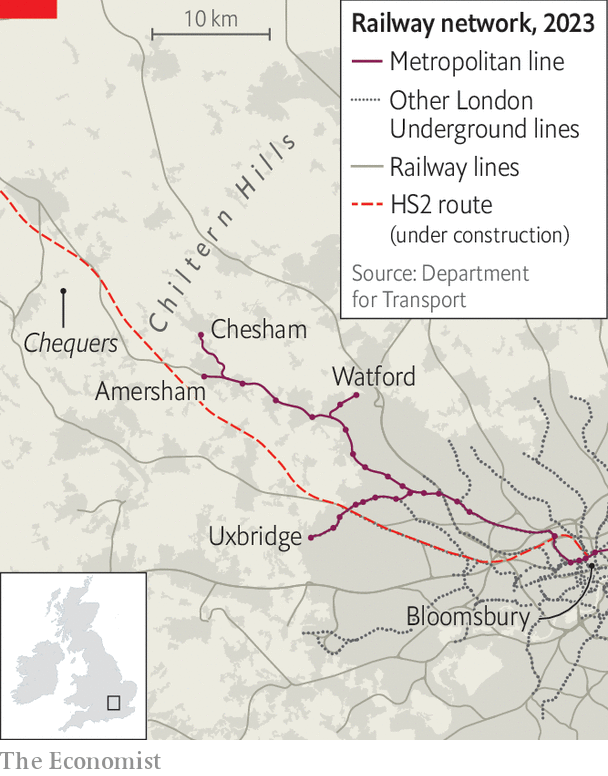 10 km
Railway network, 2023
Metropolitan line
Other London
Underground lines
Railway lines
HS2 route
(under construction)
Source: Department
for Transport
Chiltern Hills
Chequers
Chesham
Amersham
Watford
Uxbridge
Bloomsbury
The Economist